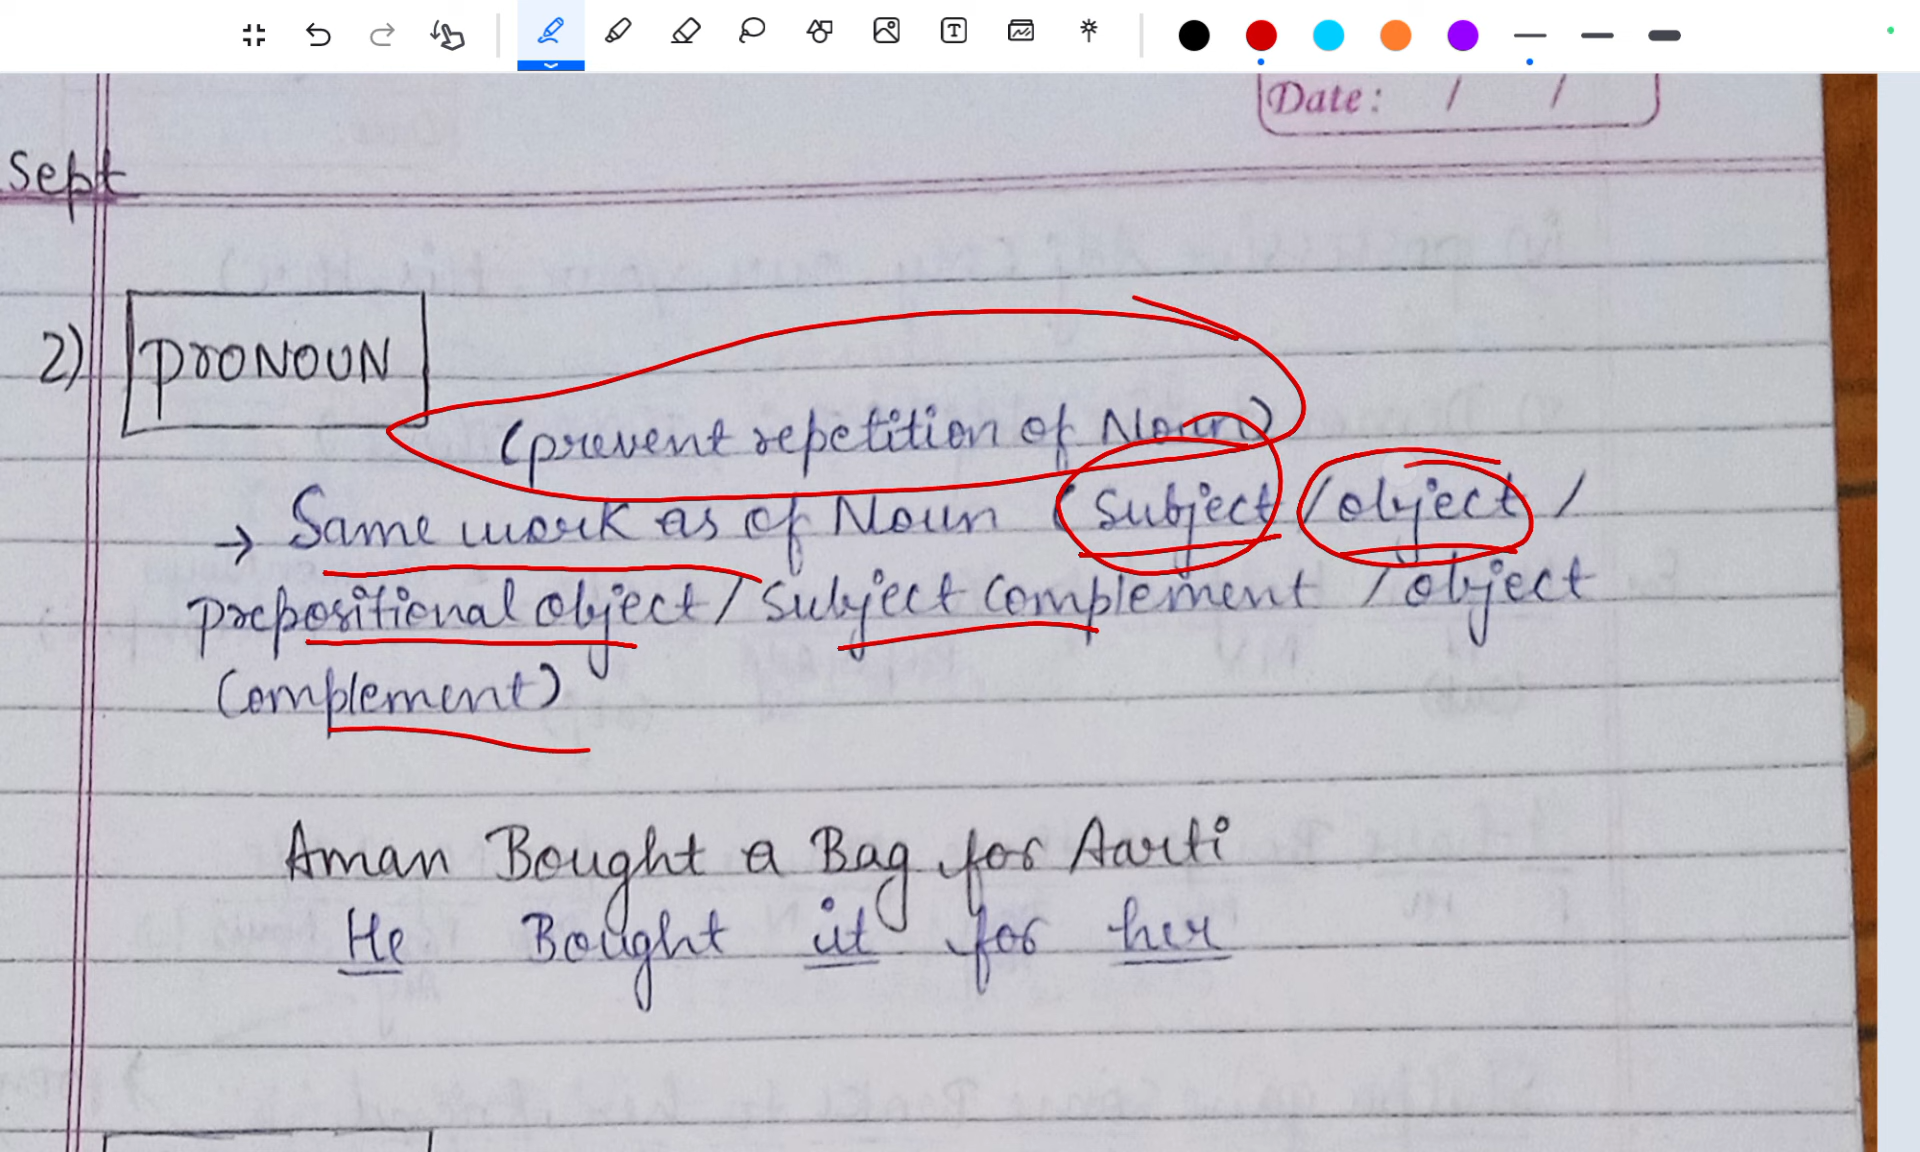 Date: / /
Sept
2) PRONOUN
(prevent repetition of Noun)
→ Same work as of Noun (Subject / object /
prepositional object / Subject Complement / object
Complement)
Aman Bought a Bag for Aarti
He Bought it for her